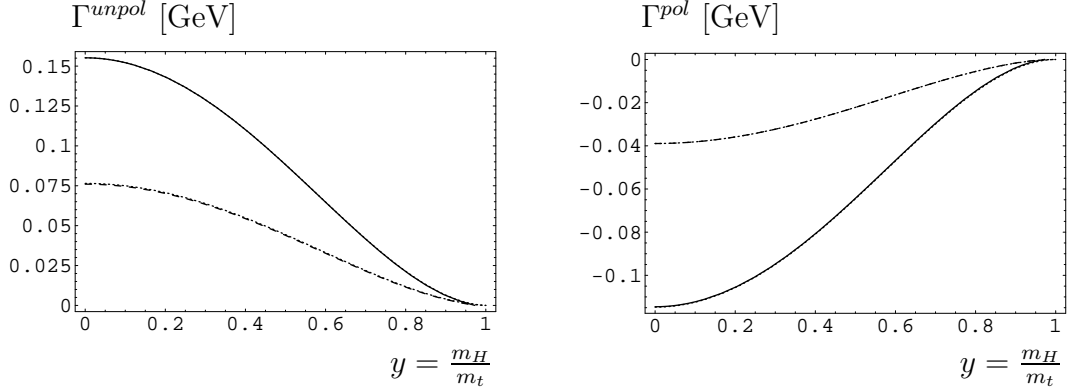 Γ^{unpol} [GeV]
0.15
0.125
0.1
0.075
0.05
0.025
0
0 0.2 0.4 0.6 0.8 1
y = \frac{m_H}{m_t}
Γ^{pol} [GeV]
0
-0.02
-0.04
-0.06
-0.08
-0.1
0 0.2 0.4 0.6 0.8 1
y = \frac{m_H}{m_t}